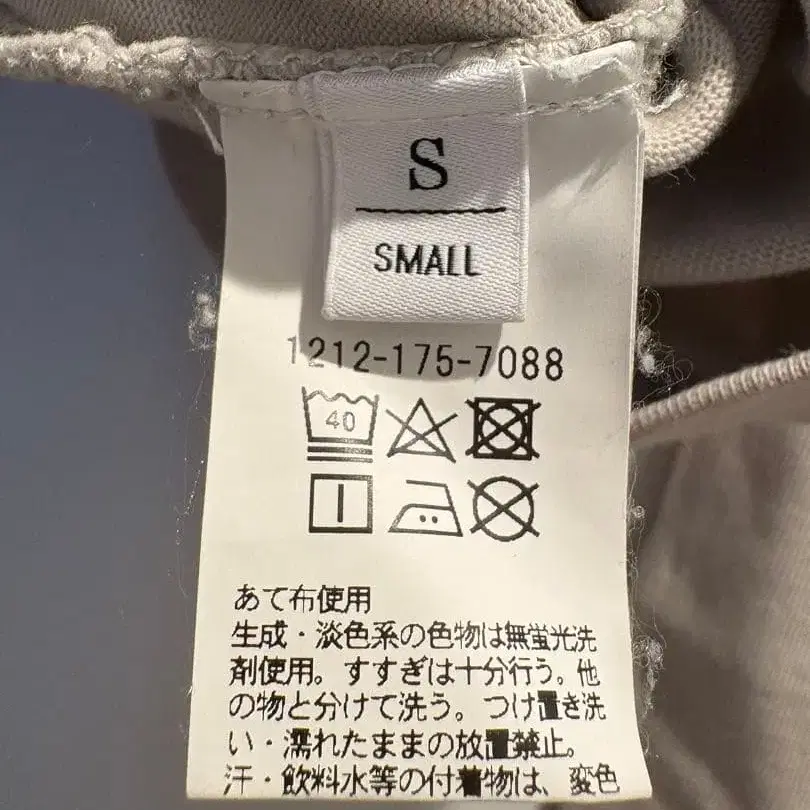 S
SMALL
1212-175-7088
40
あて布使用
生成・淡色系の色物は無蛍光洗
剤使用。すすぎは十分行う。他
の物と分けて洗う。つけ置き洗
い・濡れたままの放置禁止。
汗・飲料水等の付着物は、変色